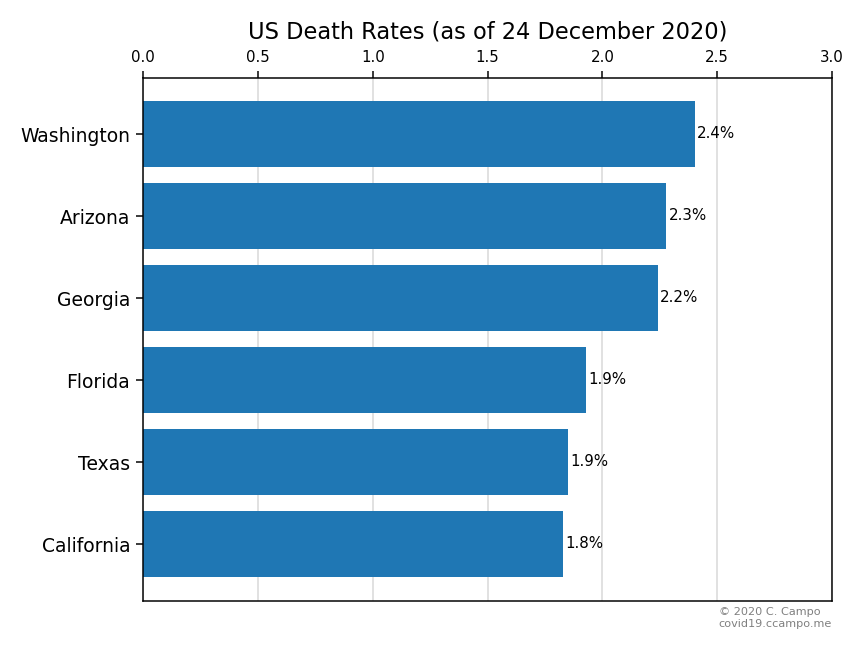 US Death Rates (as of 24 December 2020)
0.0 0.5 1.0 1.5 2.0 2.5 3.0
Washington 2.4%
Arizona 2.3%
Georgia 2.2%
Florida 1.9%
Texas 1.9%
California 1.8%
© 2020 C. Campo
covid19.ccampo.me